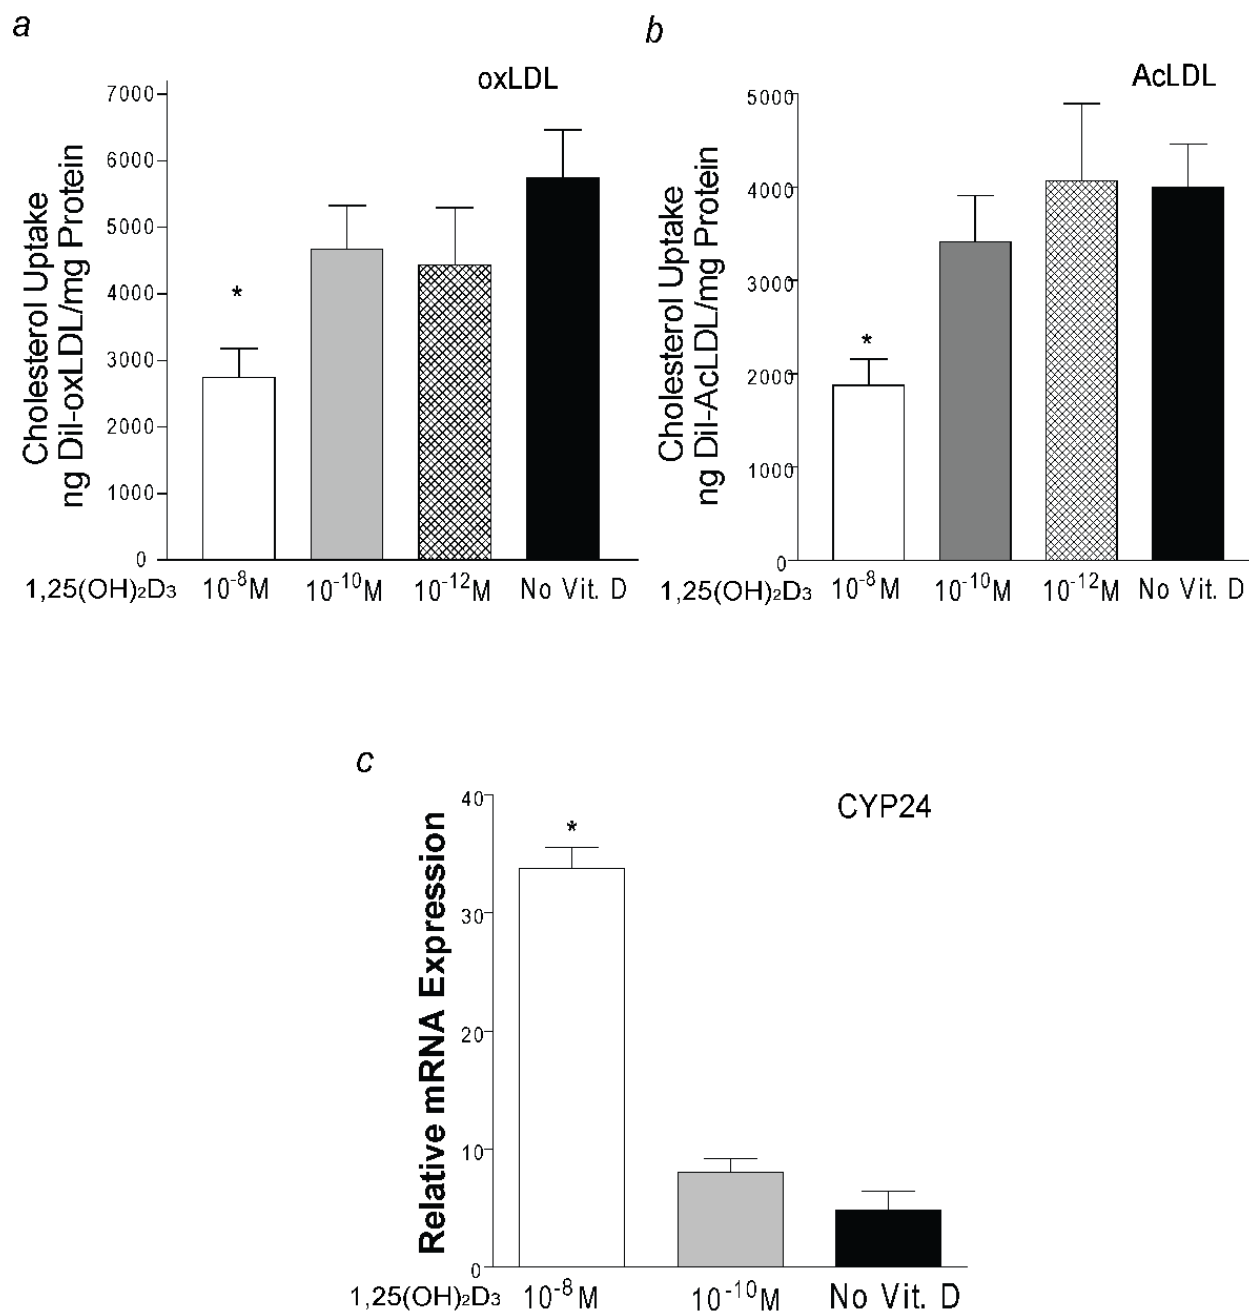 a
oxLDL
Cholesterol Uptake
ng Dil-oxLDL/mg Protein
7000
6000
5000
4000
3000
2000
1000
0
*
1,25(OH)₂D₃ 10⁻⁸M 10⁻¹⁰M 10⁻¹²M No Vit. D
b
AcLDL
Cholesterol Uptake
ng Dil-AcLDL/mg Protein
5000
4000
3000
2000
1000
0
*
1,25(OH)₂D₃ 10⁻⁸M 10⁻¹⁰M 10⁻¹²M No Vit. D
c
CYP24
Relative mRNA Expression
40
30
20
10
0
*
1,25(OH)₂D₃ 10⁻⁸M 10⁻¹⁰M No Vit. D